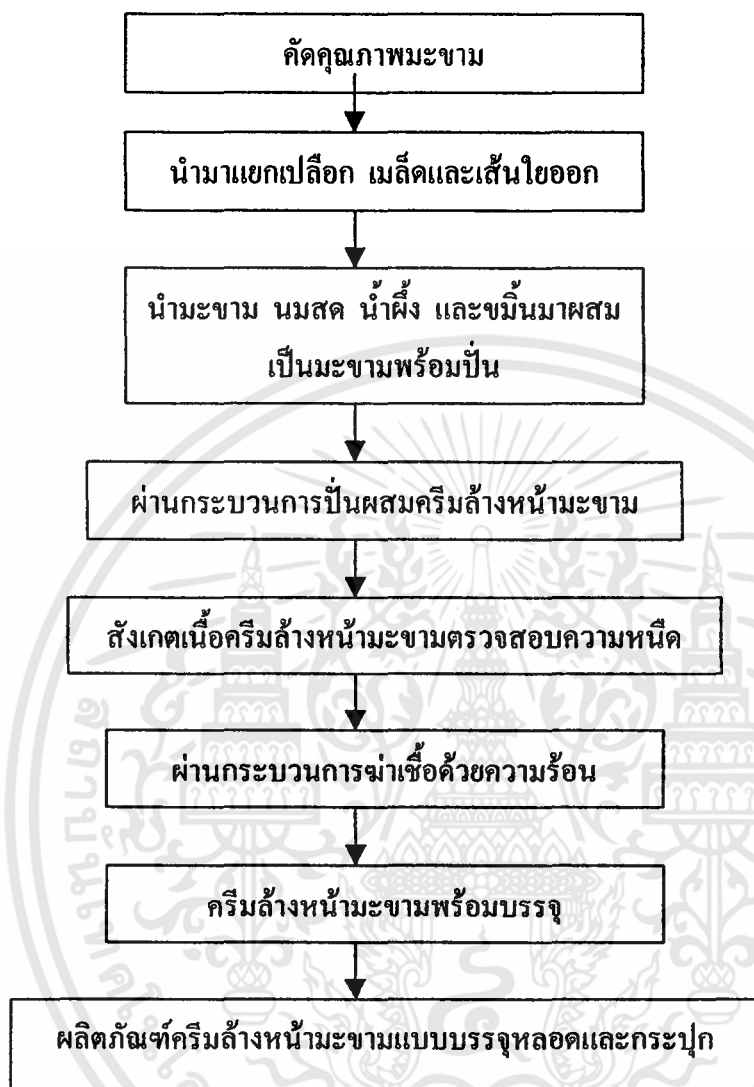 คัดคุณภาพมะขาม
นำมาแยกเปลือก เมล็ดและเส้นใยออก
นำมะขาม นมสด น้ำผึ้ง และขมิ้นมาผสม
เป็นมะขามพร้อมปั่น
ผ่านกระบวนการปั่นผสมครีมล้างหน้ามะขาม
สังเกตเนื้อครีมล้างหน้ามะขามตรวจสอบความหนืด
ผ่านกระบวนการฆ่าเชื้อด้วยความร้อน
ครีมล้างหน้ามะขามพร้อมบรรจุ
ผลิตภัณฑ์ครีมล้างหน้ามะขามแบบบรรจุหลอดและกระปุก